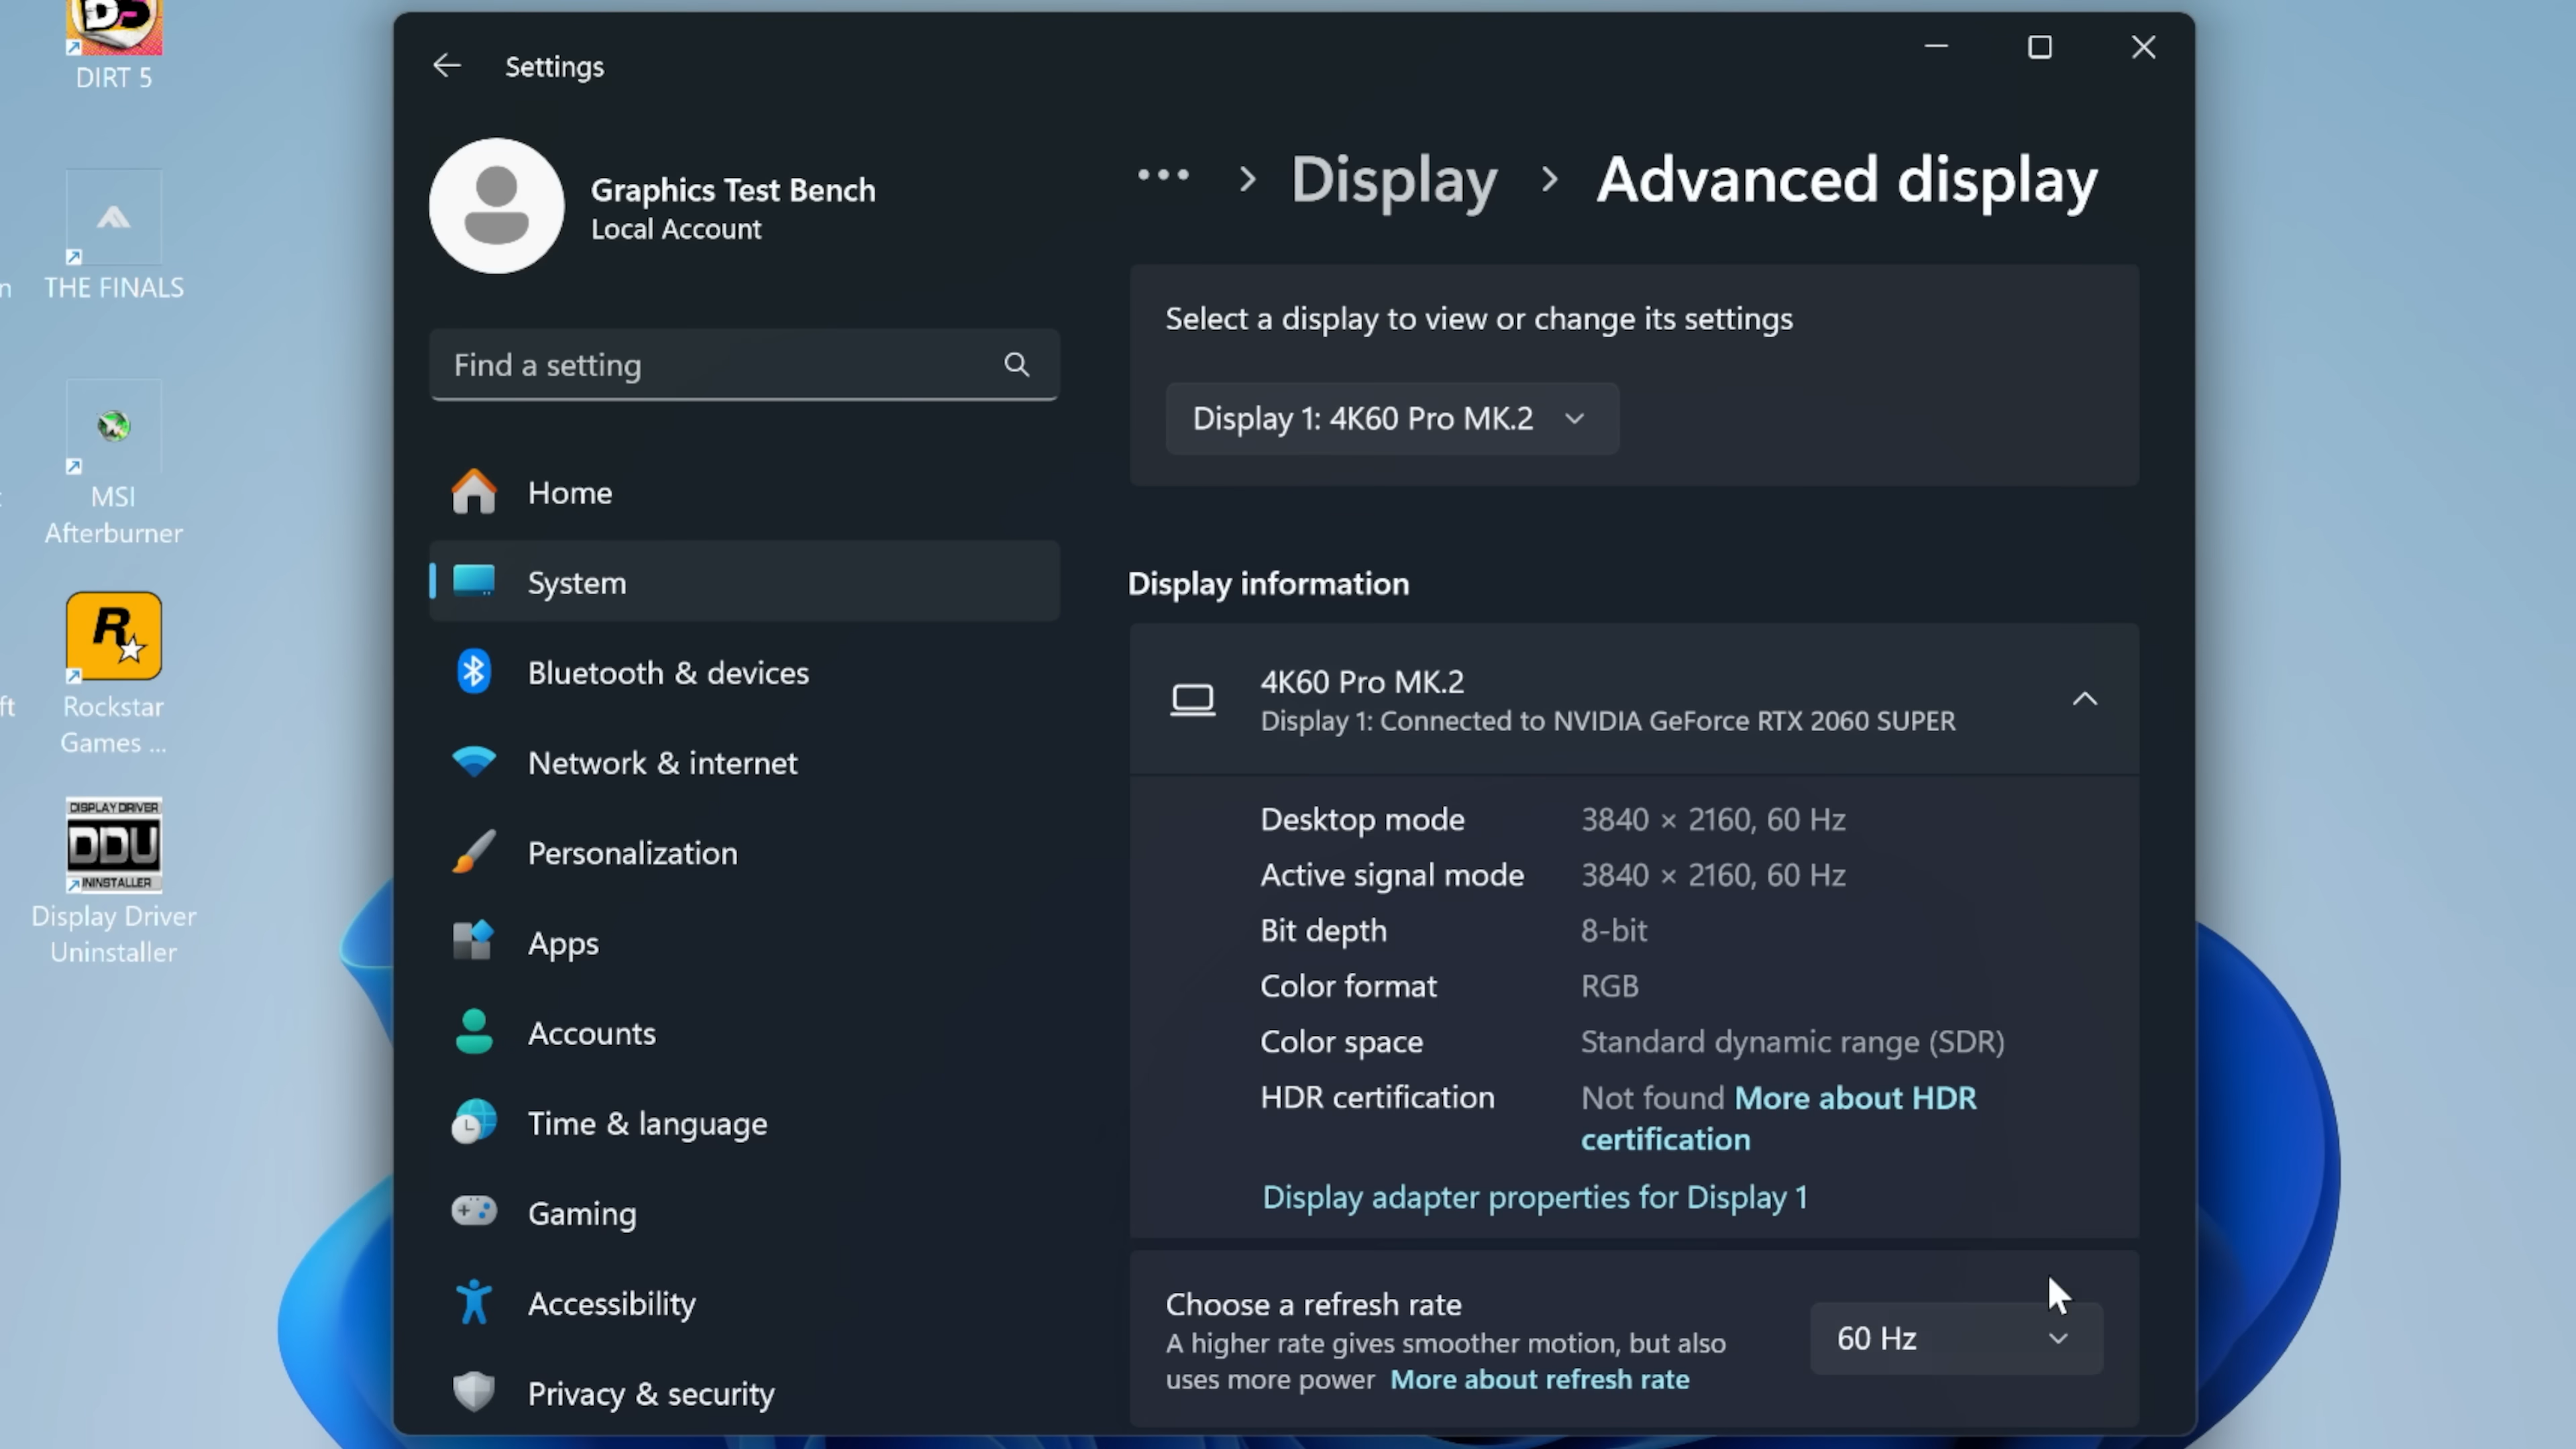 DS
DIRT 5
n
THE FINALS
MSI
Afterburner
R
ft
Rockstar
Games ...
DISPLAY DRIVER
DDU
UNINSTALLER
Display Driver
Uninstaller
Settings
Graphics Test Bench
Local Account
Find a setting
Home
System
Bluetooth & devices
Network & internet
Personalization
Apps
Accounts
Time & language
Gaming
Accessibility
Privacy & security
... > Display > Advanced display
Select a display to view or change its settings
Display 1: 4K60 Pro MK.2
Display information
4K60 Pro MK.2
Display 1: Connected to NVIDIA GeForce RTX 2060 SUPER
Desktop mode 3840 × 2160, 60 Hz
Active signal mode 3840 × 2160, 60 Hz
Bit depth 8-bit
Color format RGB
Color space Standard dynamic range (SDR)
HDR certification Not found More about HDR
certification
Display adapter properties for Display 1
Choose a refresh rate
A higher rate gives smoother motion, but also
uses more power More about refresh rate
60 Hz